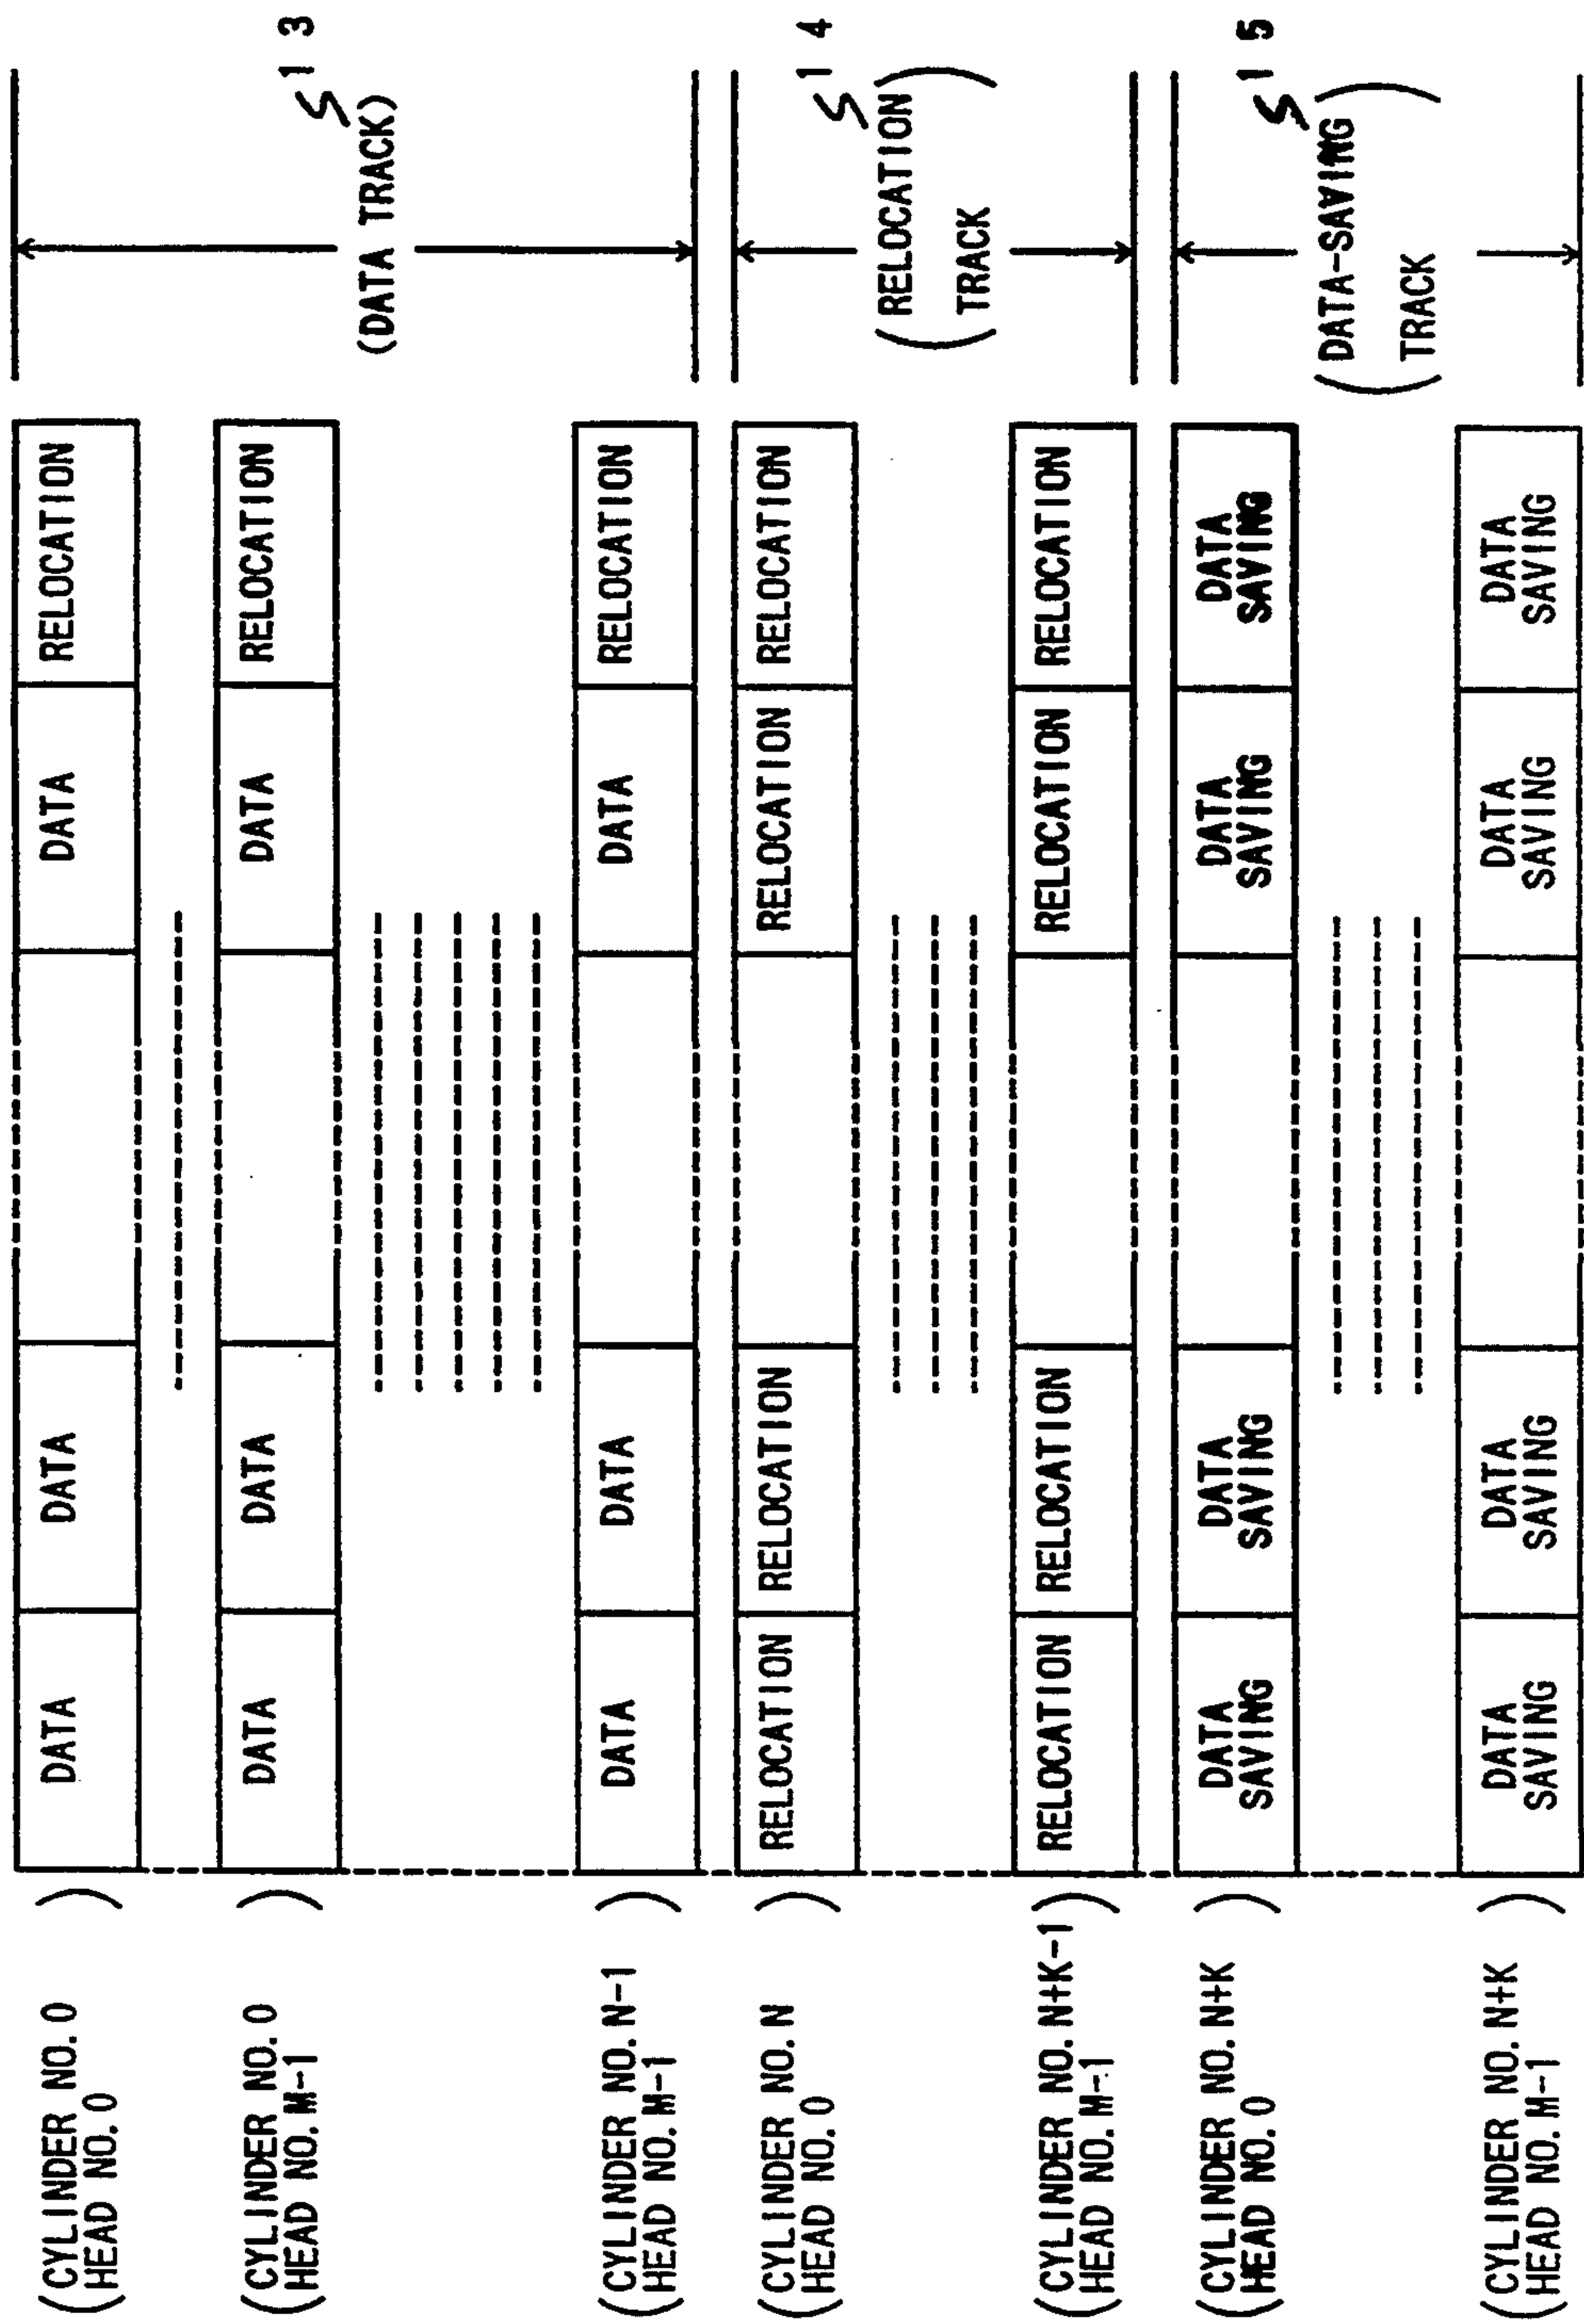 (CYLINDER NO. 0
HEAD NO. 0)
DATA
DATA
DATA
RELOCATION
(CYLINDER NO. 0
HEAD NO. M-1)
DATA
DATA
DATA
RELOCATION
13
(DATA TRACK)
(CYLINDER NO. N-1
HEAD NO. M-1)
DATA
DATA
DATA
RELOCATION
(CYLINDER NO. N
HEAD NO. 0)
RELOCATION
RELOCATION
RELOCATION
RELOCATION
14
(RELOCATION
TRACK)
(CYLINDER NO. N+K-1
HEAD NO. M-1)
RELOCATION
RELOCATION
RELOCATION
RELOCATION
(CYLINDER NO. N+K
HEAD NO. 0)
DATA
SAVING
DATA
SAVING
DATA
SAVING
DATA
SAVING
15
(DATA-SAVING
TRACK)
(CYLINDER NO. N+K
HEAD NO. M-1)
DATA
SAVING
DATA
SAVING
DATA
SAVING
DATA
SAVING